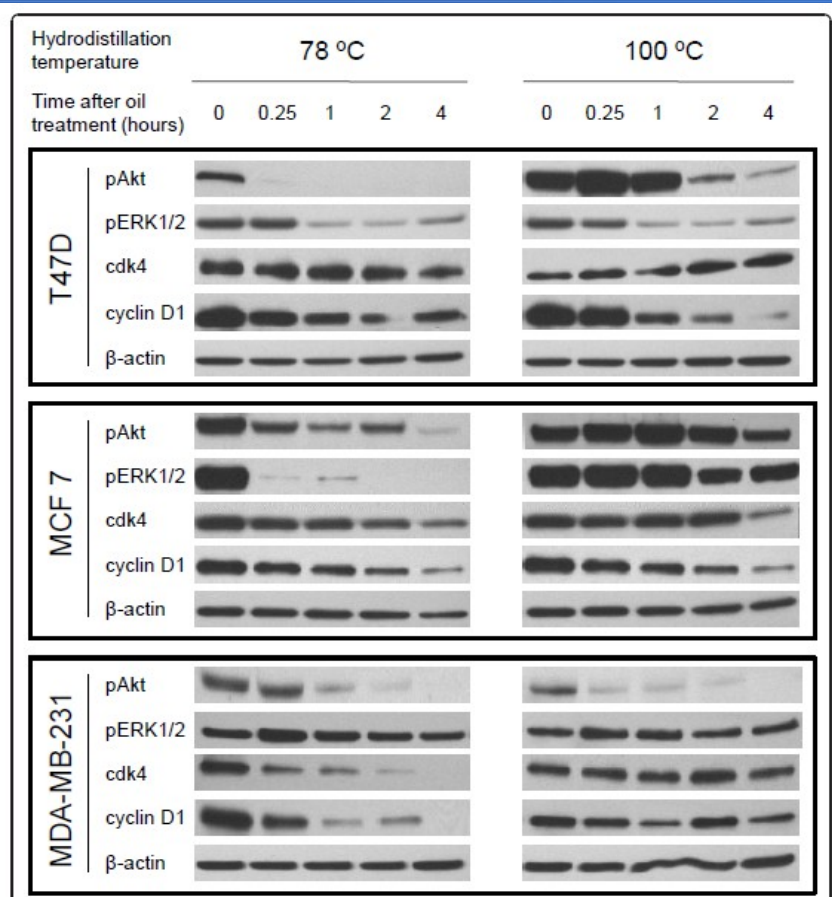 Hydrodistillation
temperature
78 ºC
100 ºC
Time after oil
treatment (hours)
0 0.25 1 2 4
0 0.25 1 2 4
T47D
pAkt
pERK1/2
cdk4
cyclin D1
β-actin
MCF 7
pAkt
pERK1/2
cdk4
cyclin D1
β-actin
MDA-MB-231
pAkt
pERK1/2
cdk4
cyclin D1
β-actin